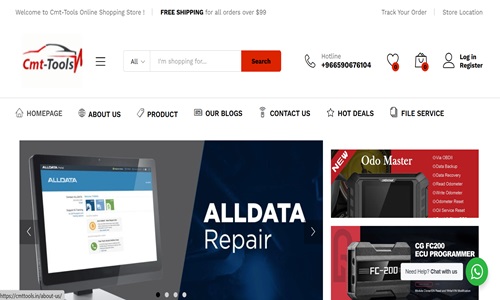 Welcome to Cmt-Tools Online Shopping Store !
FREE SHIPPING for all orders over $99
Track Your Order
Store Location
Cmt-Tools
All
I'm shopping for...
Search
Hotline
+966590676104
0
0
Log in
Register
HOMEPAGE
ABOUT US
PRODUCT
OUR BLOGS
CONTACT US
HOT DEALS
FILE SERVICE
ALLDATA
ALLDATA
Repair
NEW
Odo Master
Via OBDII
Data Backup
Data Recovery
Read Odometer
Write Odometer
Odometer Reset
Oil Service Reset
CG FC200
ECU PROGRAMMER
FC-200
Need Help? Chat with us
https://cmttools.in/about-us/